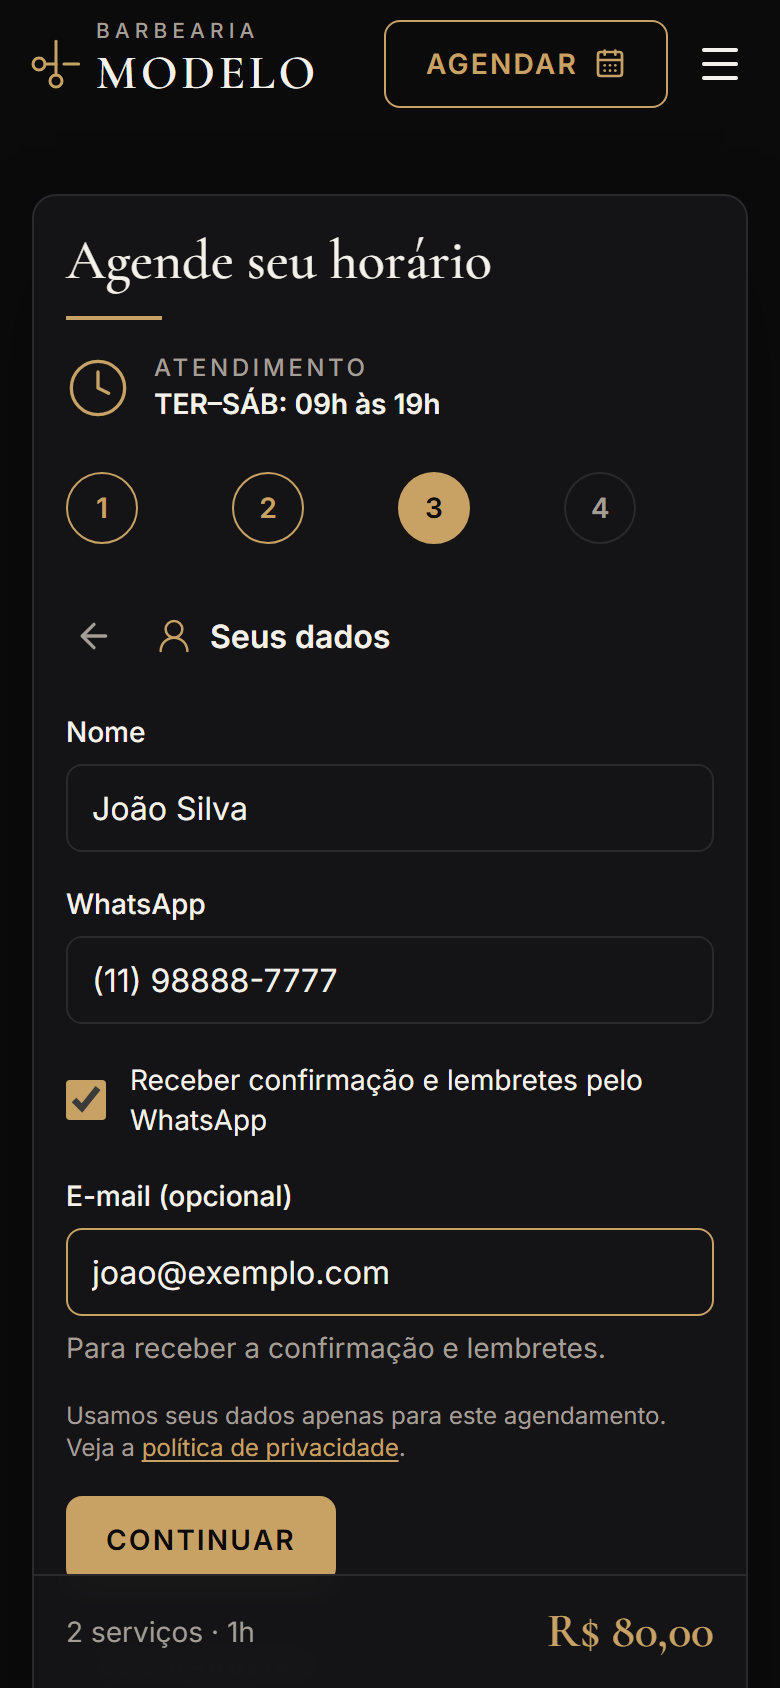 BARBEARIA
MODELO
AGENDAR
Agende seu horário
ATENDIMENTO
TER–SÁB: 09h às 19h
1 2 3 4
Seus dados
Nome
João Silva
WhatsApp
(11) 98888-7777
Receber confirmação e lembretes pelo
WhatsApp
E-mail (opcional)
joao@exemplo.com
Para receber a confirmação e lembretes.
Usamos seus dados apenas para este agendamento.
Veja a política de privacidade.
CONTINUAR
2 serviços · 1h
R$ 80,00